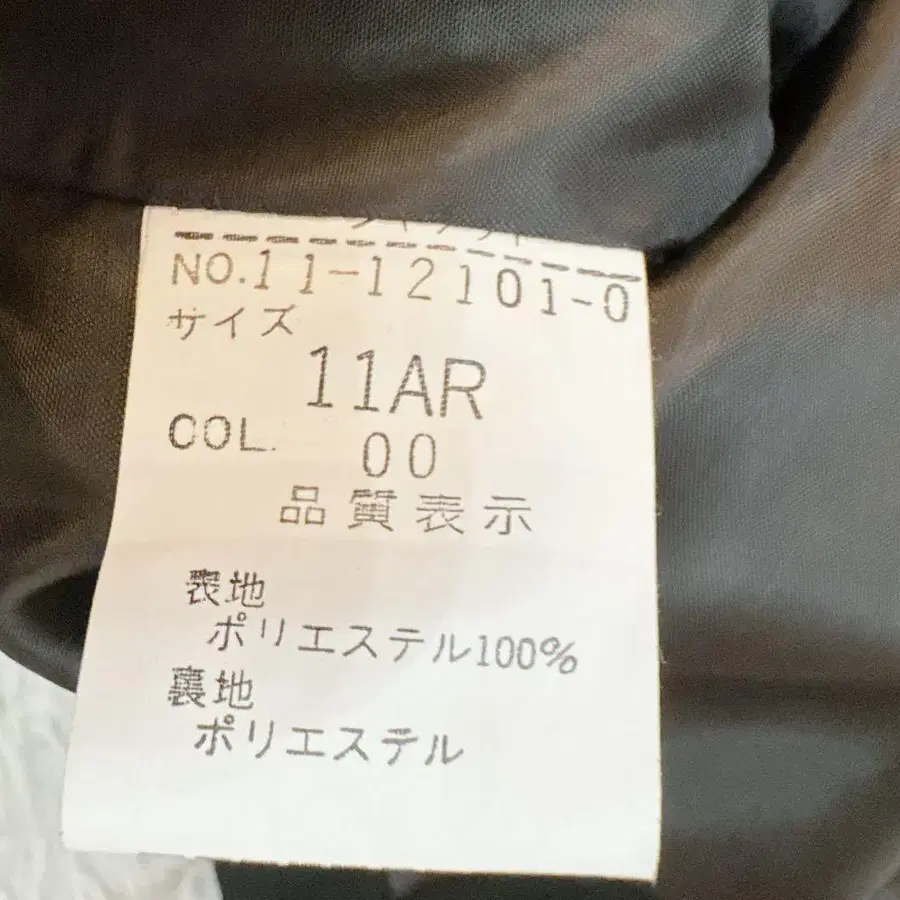 NO.11-12101-0
サイズ
11AR
COL. 00
品質表示
表地
ポリエステル100%
裏地
ポリエステル